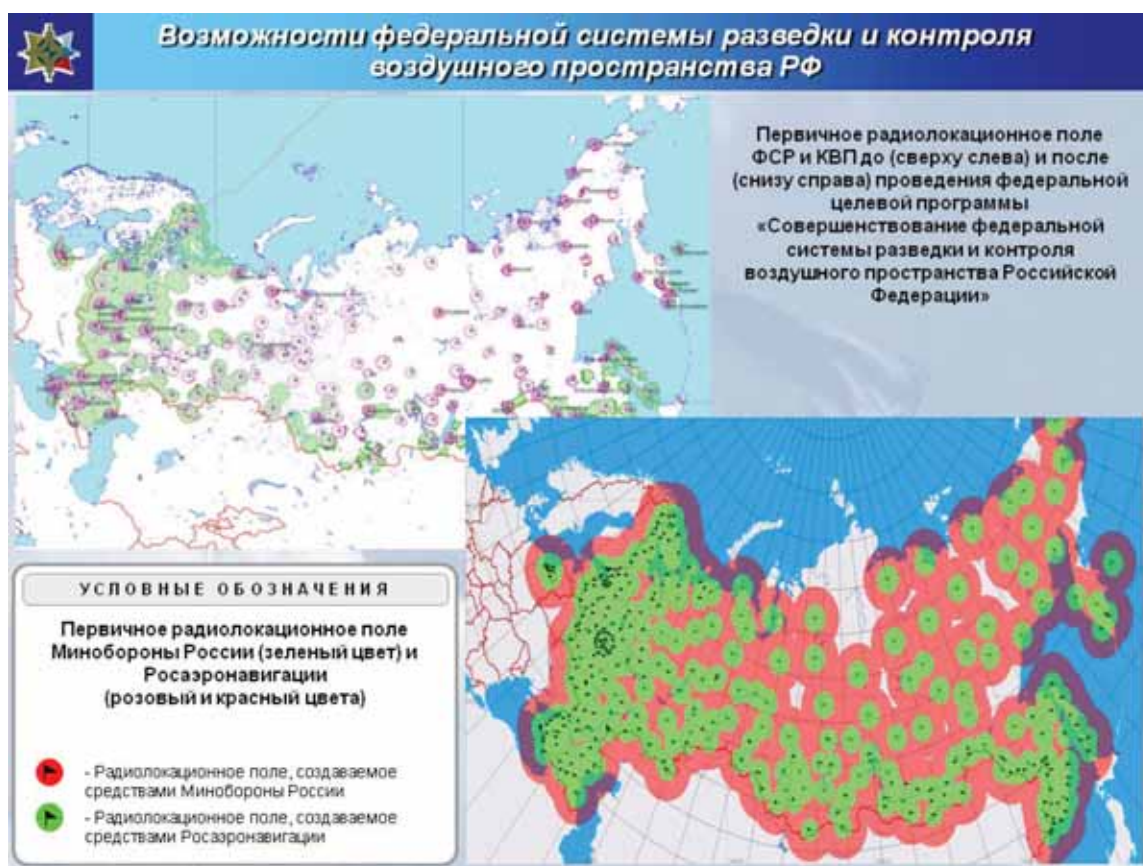 Возможности федеральной системы разведки и контроля
воздушного пространства РФ
Первичное радиолокационное поле
ФСР и КВП до (сверху слева) и после
(снизу справа) проведения федеральной
целевой программы
«Совершенствование федеральной
системы разведки и контроля
воздушного пространства Российской
Федерации»
УСЛОВНЫЕ ОБОЗНАЧЕНИЯ
Первичное радиолокационное поле
Минобороны России (зеленый цвет) и
Росаэронавигации
(розовый и красный цвета)
- Радиолокационное поле, создаваемое
средствами Минобороны России
- Радиолокационное поле, создаваемое
средствами Росаэронавигации